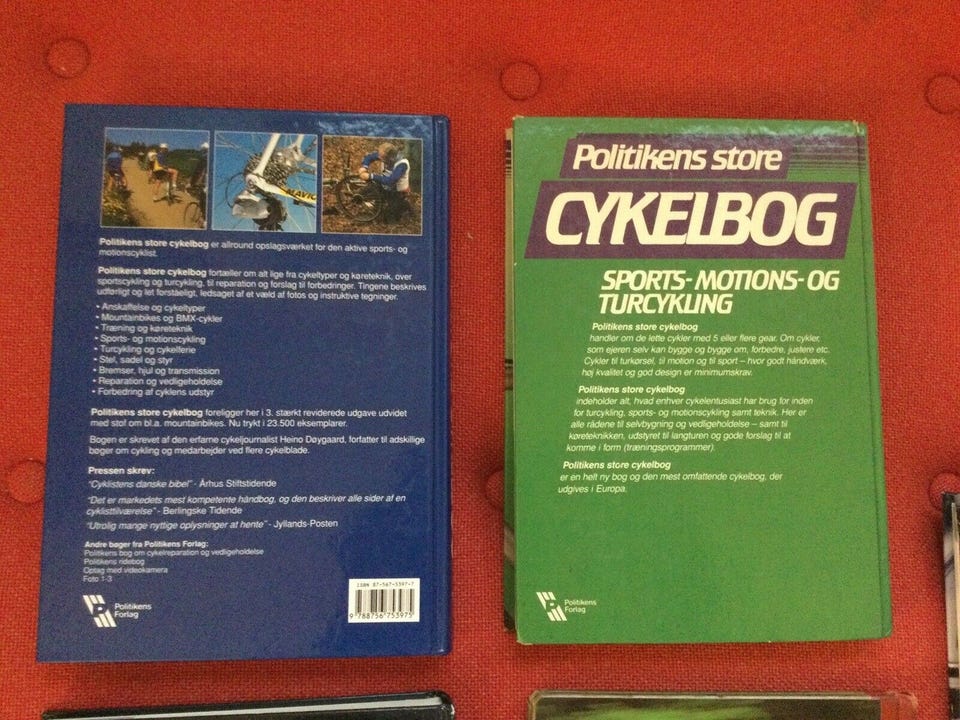 MAVIC
Politikens store cykelbog er allround opslagsværket for den aktive sports- og
motionscyklist.
Politikens store cykelbog fortæller om alt lige fra cykeltyper og køreteknik, over
sportscykling og turcykling, til reparation og forslag til forbedringer. Tingene beskrives
udførligt og let forståeligt, ledsaget af et væld af fotos og instruktive tegninger.
• Anskaffelse og cykeltyper
• Mountainbikes og BMX-cykler
• Træning og køreteknik
• Sports- og motionscykling
• Turcykling og cykelferie
• Stel, sadel og styr
• Bremser, hjul og transmission
• Reparation og vedligeholdelse
• Forbedring af cyklens udstyr
Politikens store cykelbog foreligger her i 3. stærkt reviderede udgave udvidet
med stof om bl.a. mountainbikes. Nu trykt i 23.500 eksemplarer.
Bogen er skrevet af den erfarne cykeljournalist Heino Døygaard, forfatter til adskillige
bøger om cykling og medarbejder ved flere cykelblade.
Pressen skrev:
"Cyklistens danske bibel" - Århus Stiftstidende
"Det er markedets mest kompetente håndbog, og den beskriver alle sider af en
cyklisttilværelse" - Berlingske Tidende
"Utrolig mange nyttige oplysninger at hente" - Jyllands-Posten
Andre bøger fra Politikens Forlag:
Politikens bog om cykelreparation og vedligeholdelse
Politikens ridebog
Optag med videokamera
Foto 1-3
Politikens
Forlag
ISBN 87-567-5397-7
9 788756 753975
Politikens store
CYKELBOG
SPORTS- MOTIONS- OG
TURCYKLING
Politikens store cykelbog
handler om de lette cykler med 5 eller flere gear. Om cykler,
som ejeren selv kan bygge og bygge om, forbedre, justere etc.
Cykler til turkørsel, til motion og til sport – hvor godt håndværk,
høj kvalitet og god design er minimumskrav.
Politikens store cykelbog
indeholder alt, hvad enhver cykelentusiast har brug for inden
for turcykling, sports- og motionscykling samt teknik. Her er
alle rådene til selvbygning og vedligeholdelse – samt til
køreteknikken, udstyret til langturen og gode forslag til at
komme i form (træningsprogrammer).
Politikens store cykelbog
er en helt ny bog og den mest omfattende cykelbog, der
udgives i Europa.
Politikens
Forlag